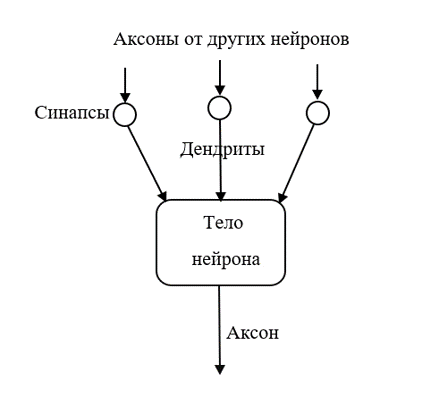 Аксоны от других нейронов
Синапсы
Дендриты
Тело
нейрона
Аксон